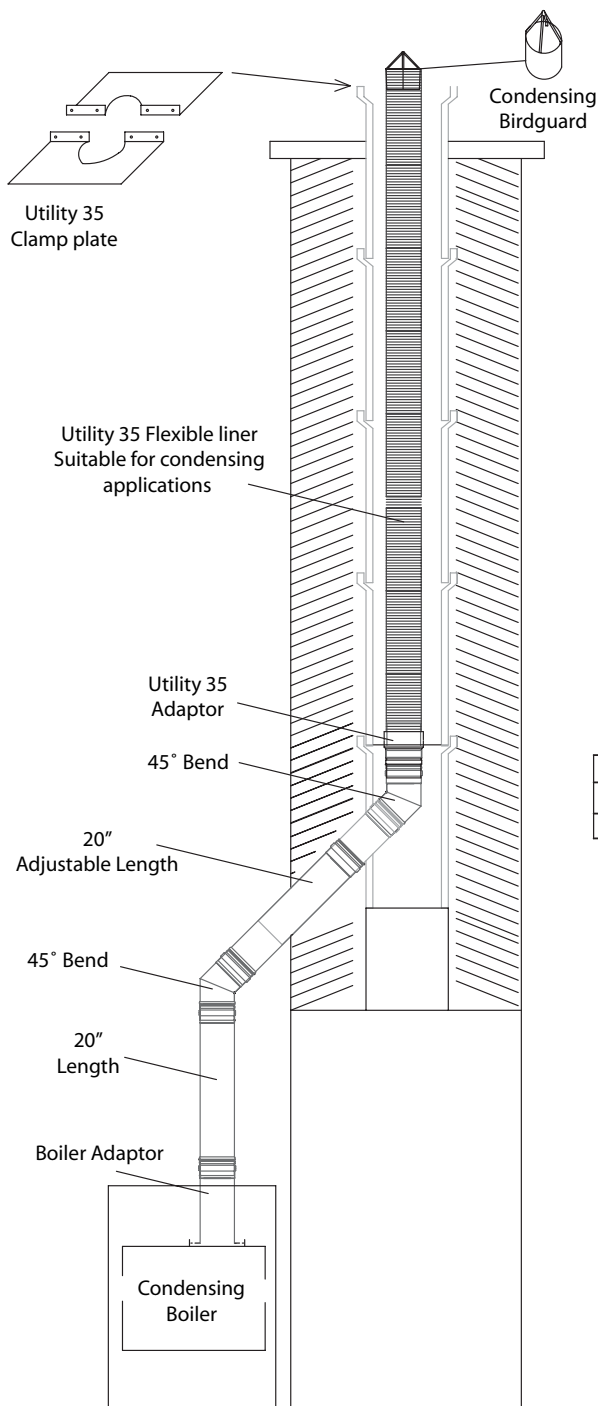 Condensing
Birdguard
Utility 35
Clamp plate
Utility 35 Flexible liner
Suitable for condensing
applications
Utility 35
Adaptor
45° Bend
20”
Adjustable Length
45° Bend
20”
Length
Boiler Adaptor
Condensing
Boiler